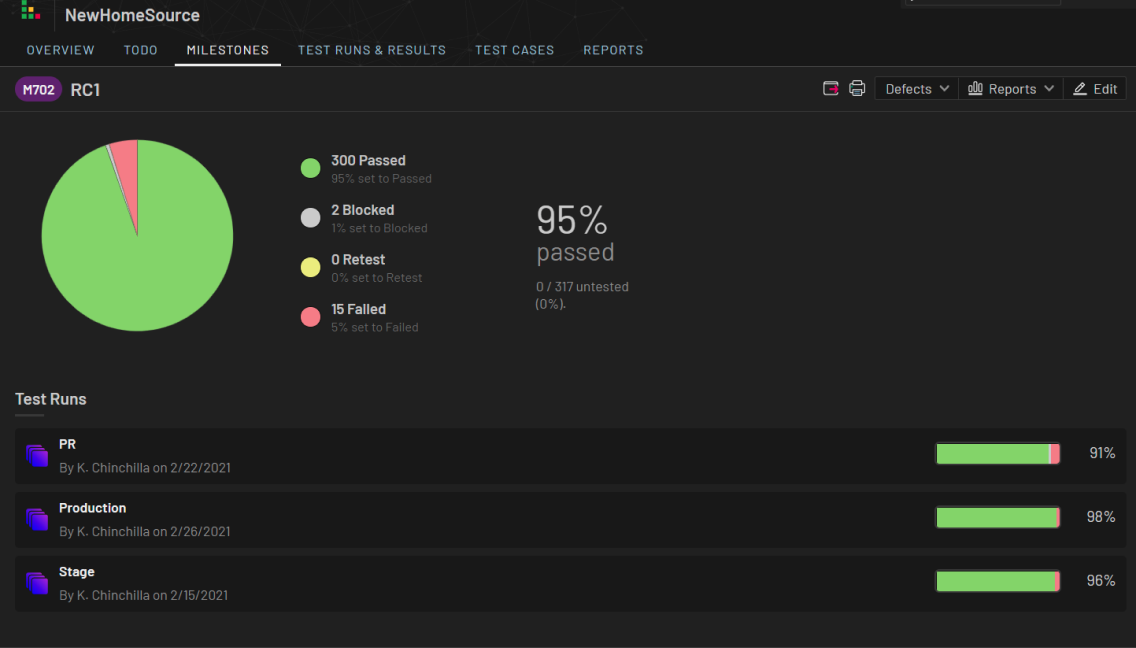 NewHomeSource
OVERVIEW TODO MILESTONES TEST RUNS & RESULTS TEST CASES REPORTS
M702 RC1 Defects Reports Edit
300 Passed
95% set to Passed
2 Blocked
1% set to Blocked
0 Retest
0% set to Retest
15 Failed
5% set to Failed
95%
passed
0 / 317 untested
(0%).
Test Runs
PR
By K. Chinchilla on 2/22/2021
91%
Production
By K. Chinchilla on 2/26/2021
98%
Stage
By K. Chinchilla on 2/15/2021
96%